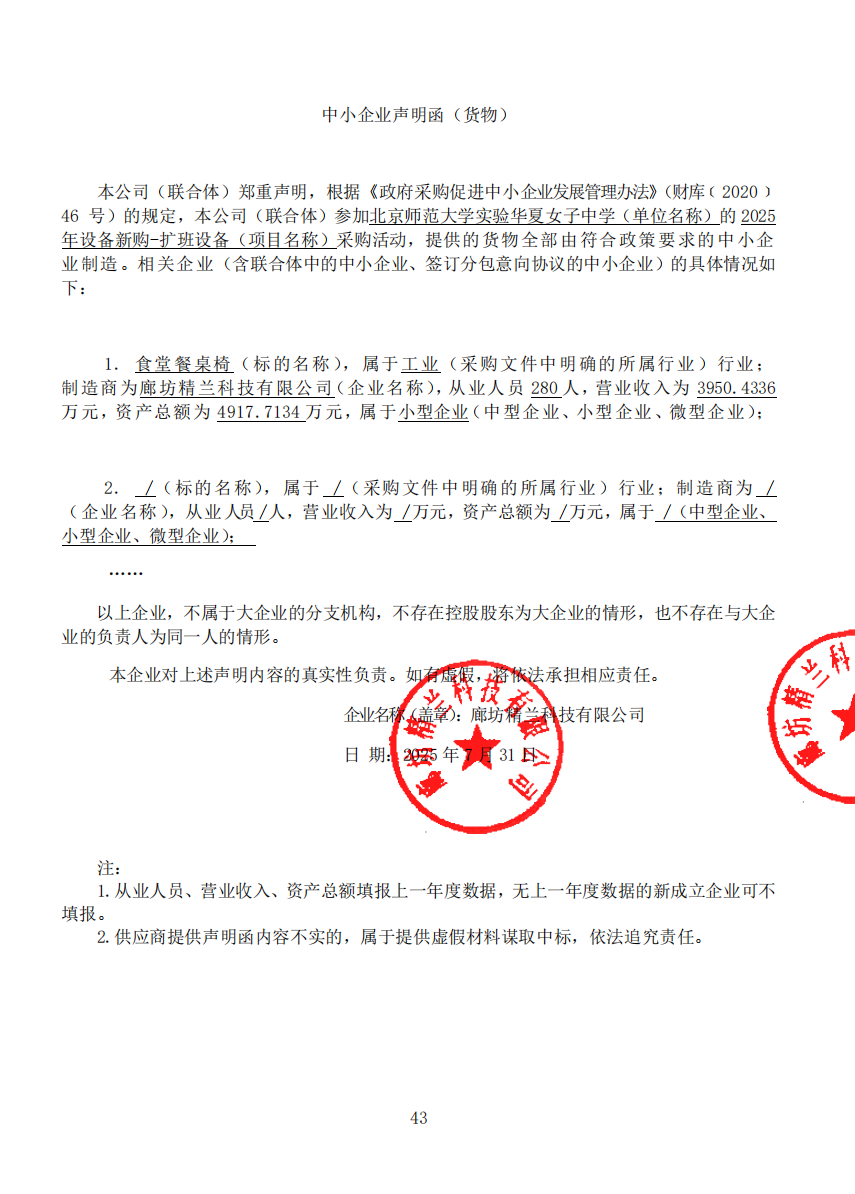 中小企业声明函（货物）
本公司（联合体）郑重声明，根据《政府采购促进中小企业发展管理办法》（财库﹝2020﹞
46 号）的规定，本公司（联合体）参加北京师范大学实验华夏女子中学（单位名称）的 2025
年设备新购-扩班设备（项目名称）采购活动，提供的货物全部由符合政策要求的中小企
业制造。相关企业（含联合体中的中小企业、签订分包意向协议的中小企业）的具体情况如
下：
1. 食堂餐桌椅（标的名称），属于工业（采购文件中明确的所属行业）行业；
制造商为廊坊精兰科技有限公司（企业名称），从业人员 280 人，营业收入为 3950.4336
万元，资产总额为 4917.7134 万元，属于小型企业（中型企业、小型企业、微型企业）；
2. /（标的名称），属于 /（采购文件中明确的所属行业）行业；制造商为 /
（企业名称），从业人员/人，营业收入为 /万元，资产总额为 /万元，属于 /（中型企业、
小型企业、微型企业）；
……
以上企业，不属于大企业的分支机构，不存在控股股东为大企业的情形，也不存在与大企
业的负责人为同一人的情形。
本企业对上述声明内容的真实性负责。如有虚假，将依法承担相应责任。
企业名称（盖章）：廊坊精兰科技有限公司
日 期：2025 年 7 月 31 日
廊坊精兰科技有限公司
廊坊精兰科
注：
1.从业人员、营业收入、资产总额填报上一年度数据，无上一年度数据的新成立企业可不
填报。
2.供应商提供声明函内容不实的，属于提供虚假材料谋取中标，依法追究责任。
43